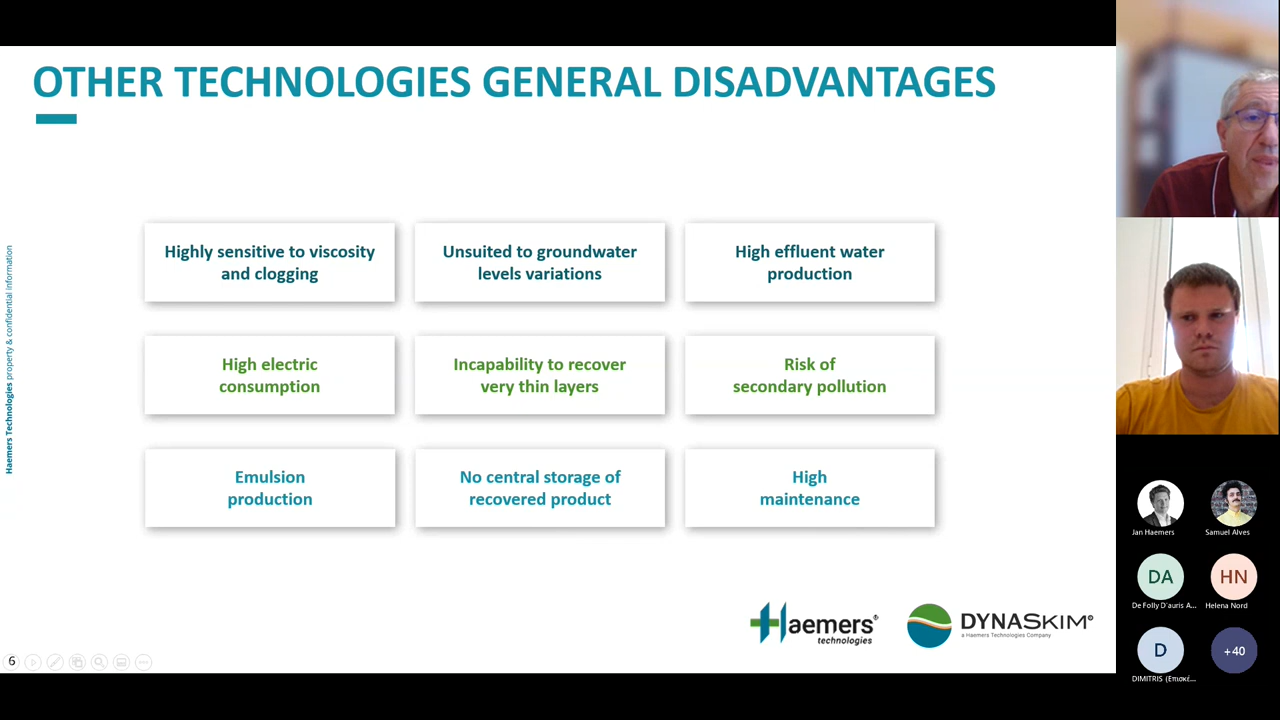 OTHER TECHNOLOGIES GENERAL DISADVANTAGES
Highly sensitive to viscosity
and clogging
Unsuited to groundwater
levels variations
High effluent water
production
High electric
consumption
Incapability to recover
very thin layers
Risk of
secondary pollution
Emulsion
production
No central storage of
recovered product
High
maintenance
Haemers Technologies property & confidential information
Haemers®
technologies
DYNASKIM®
a Haemers Technologies Company
6
Jan Haemers
Samuel Alves
DA
HN
De Folly D'auris A...
Helena Nord
D
+40
DIMITRIS (Επισκέ...